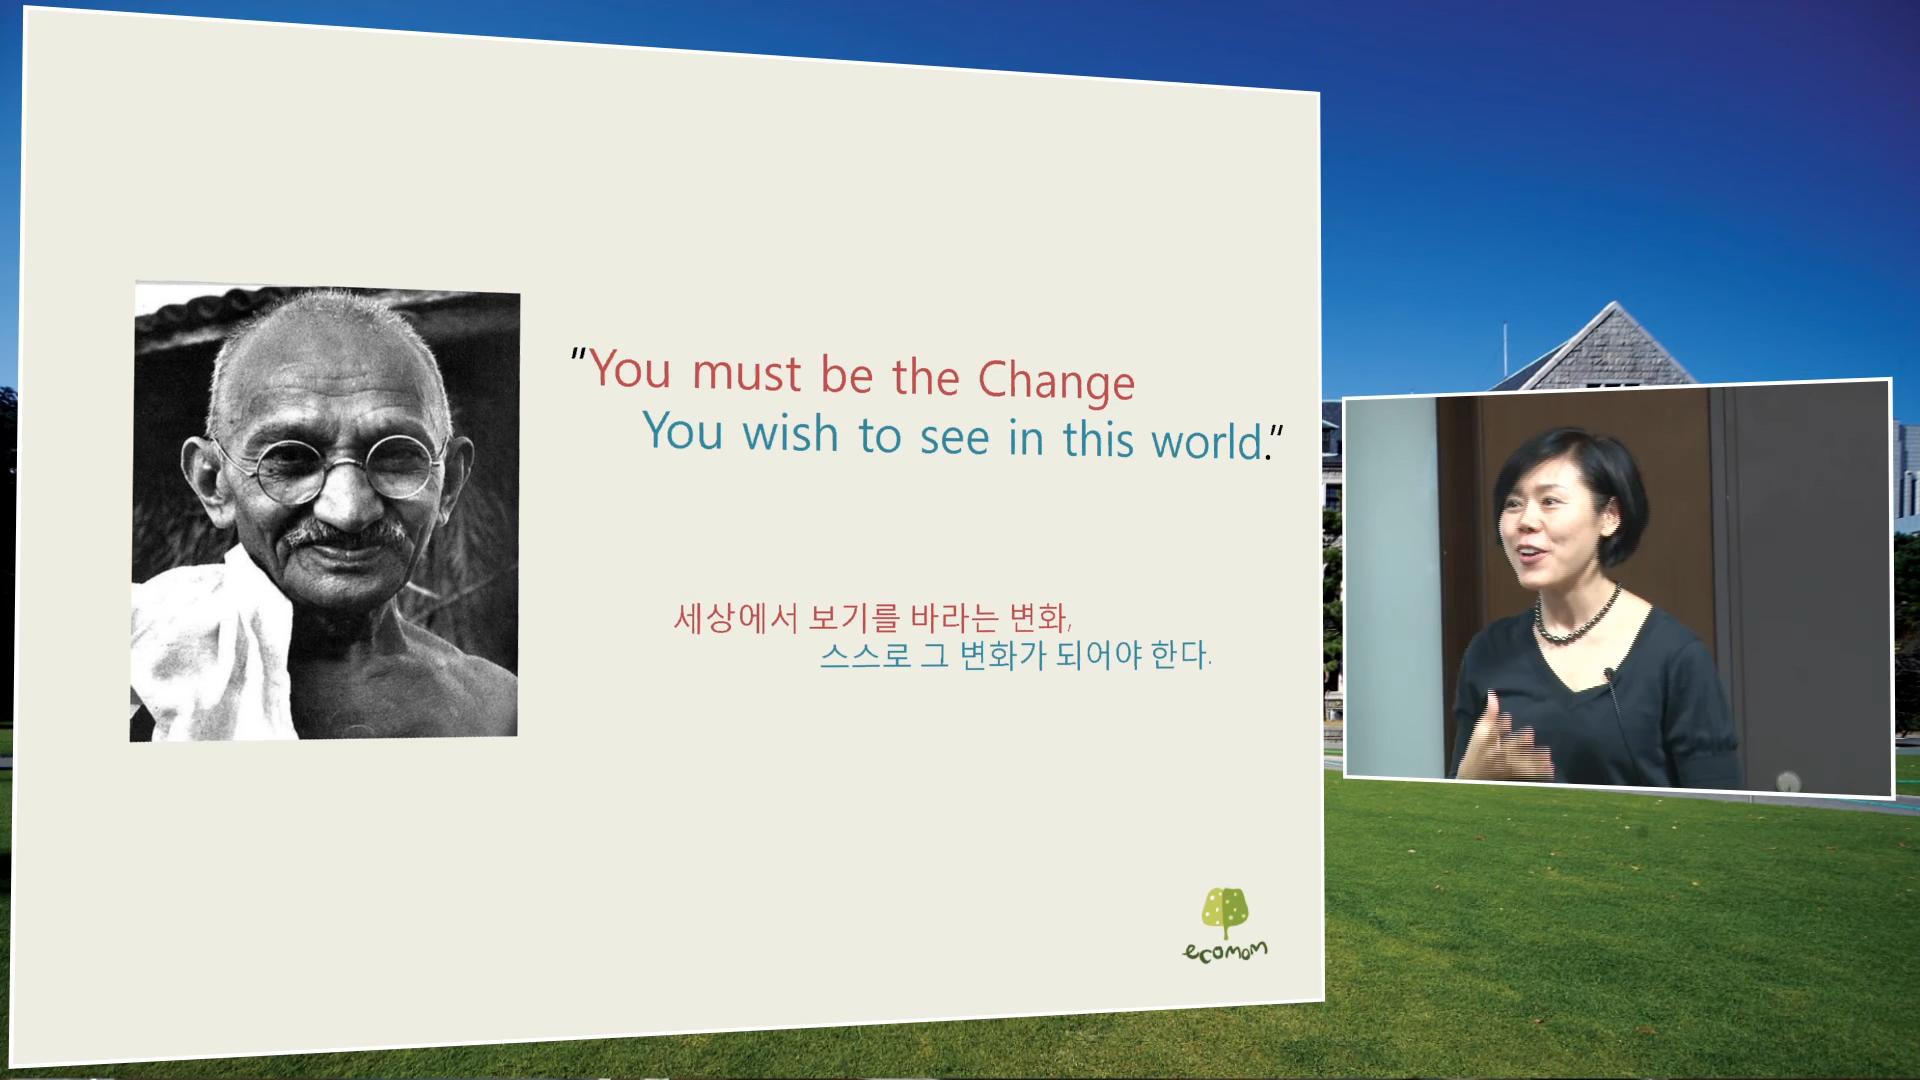 "You must be the Change
You wish to see in this world."
세상에서 보기를 바라는 변화,
스스로 그 변화가 되어야 한다.
ecomom